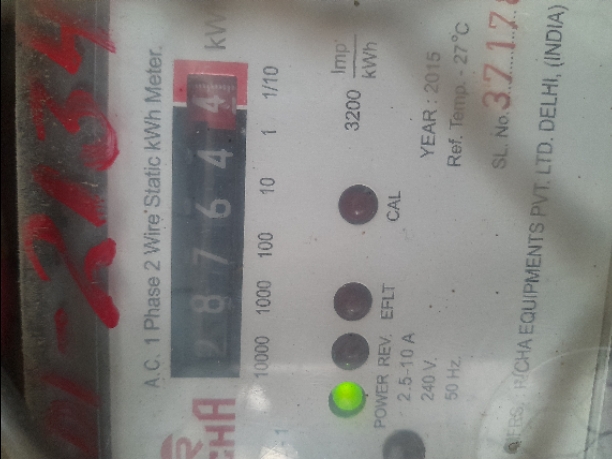 A.C. 1 Phase 2 Wire Static kWh Meter.
2 8 7 6 4 4 kW
10000 1000 100 10 1 1/10
POWER REV. EFLT CAL
3200 Imp / kWh
2.5-10 A
240 V.
50 Hz.
YEAR : 2015
Ref. Temp. - 27°C
SL. No. 3717
RICHA EQUIPMENTS PVT. LTD. DELHI, (INDIA)